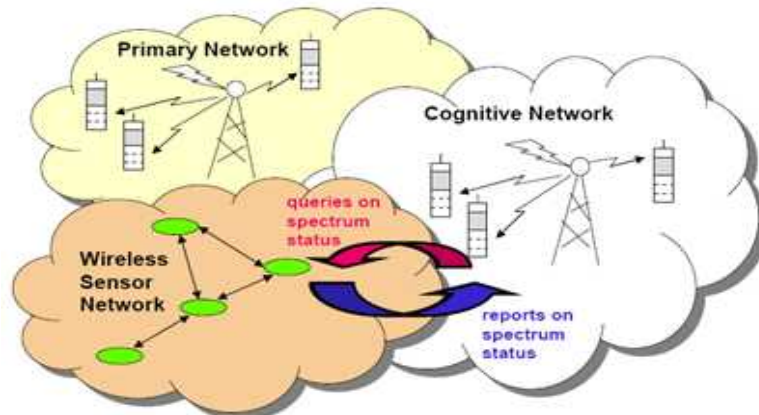 Primary Network
Cognitive Network
queries on
spectrum
status
Wireless
Sensor
Network
reports on
spectrum
status